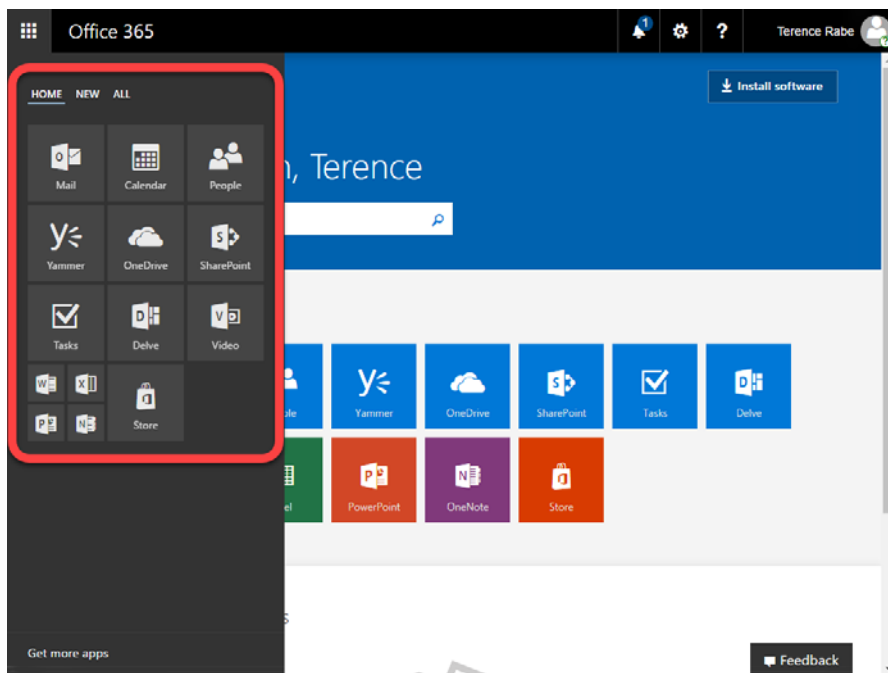 Office 365
1
?
Terence Rabe
HOME NEW ALL
Install software
Mail Calendar People
, Terence
Yammer OneDrive SharePoint
Tasks Delve Video
Store
Yammer OneDrive SharePoint Tasks Delve
PowerPoint OneNote Store
Get more apps
Feedback